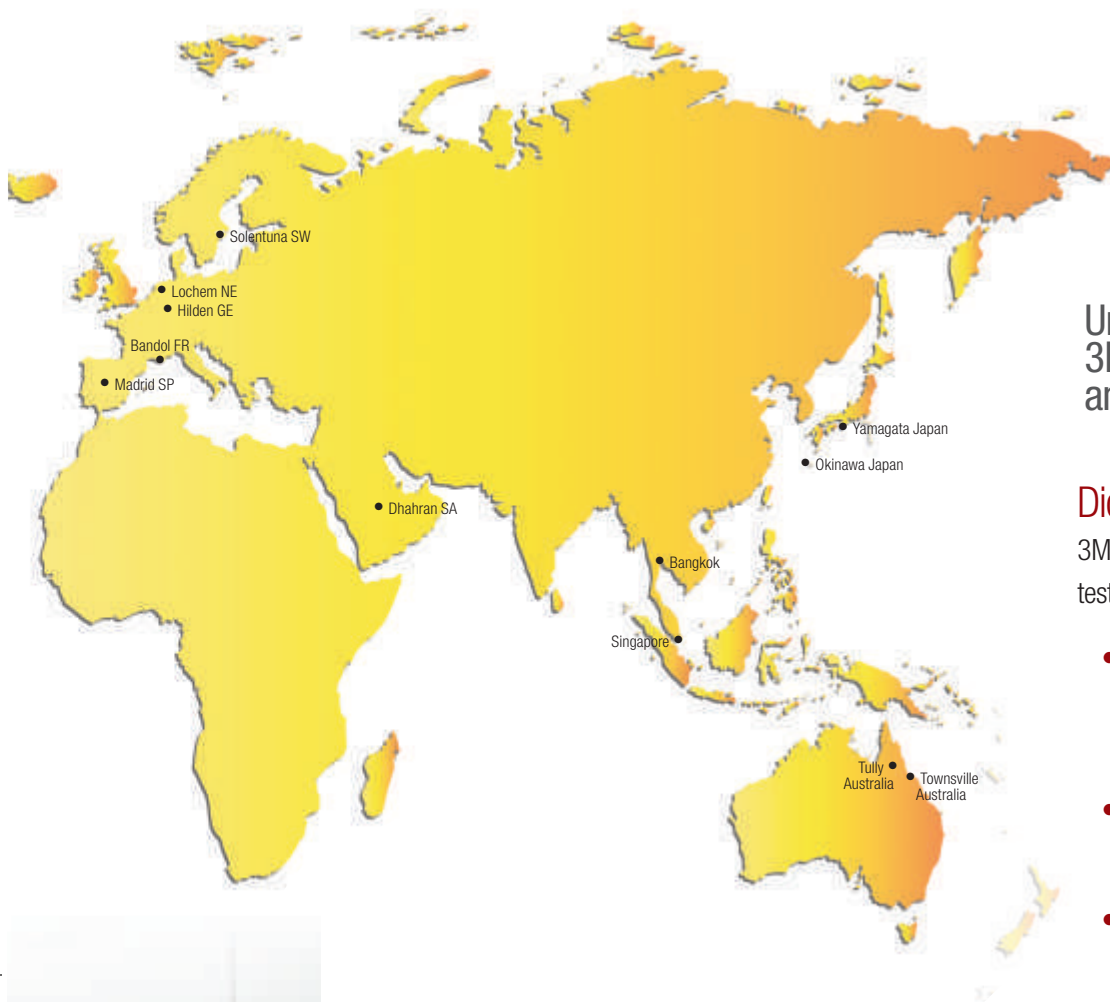 Solentuna SW
Lochem NE
Hilden GE
Bandol FR
Madrid SP
Yamagata Japan
Okinawa Japan
Dhahran SA
Bangkok
Singapore
Tully
Australia
Townsville
Australia
3M
test